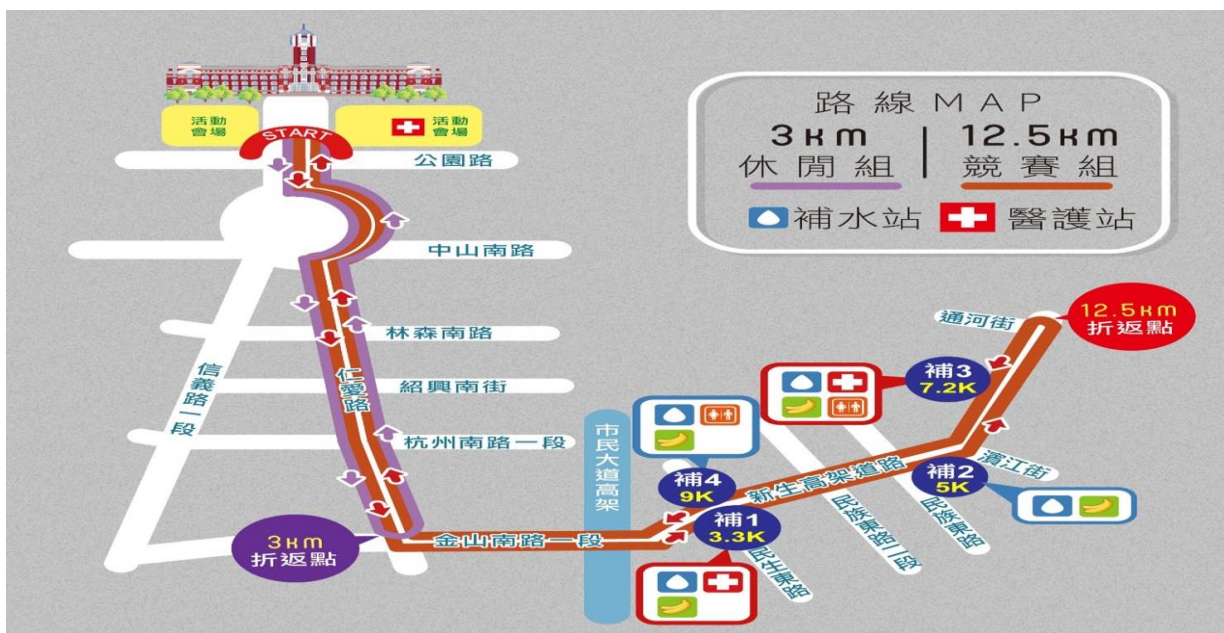 活動
會場
START
活動
會場
公園路
中山南路
林森南路
紹興南街
杭州南路一段
仁愛路
信義路一段
3km
折返點
金山南路一段
市民大道高架
路線MAP
3km
休閒組
12.5km
競賽組
補水站
醫護站
通河街
12.5km
折返點
補3
7.2K
補4
9K
新生高架道路
補2
5K
濱江街
補1
3.3K
民生東路
民族東路二段
民族東路